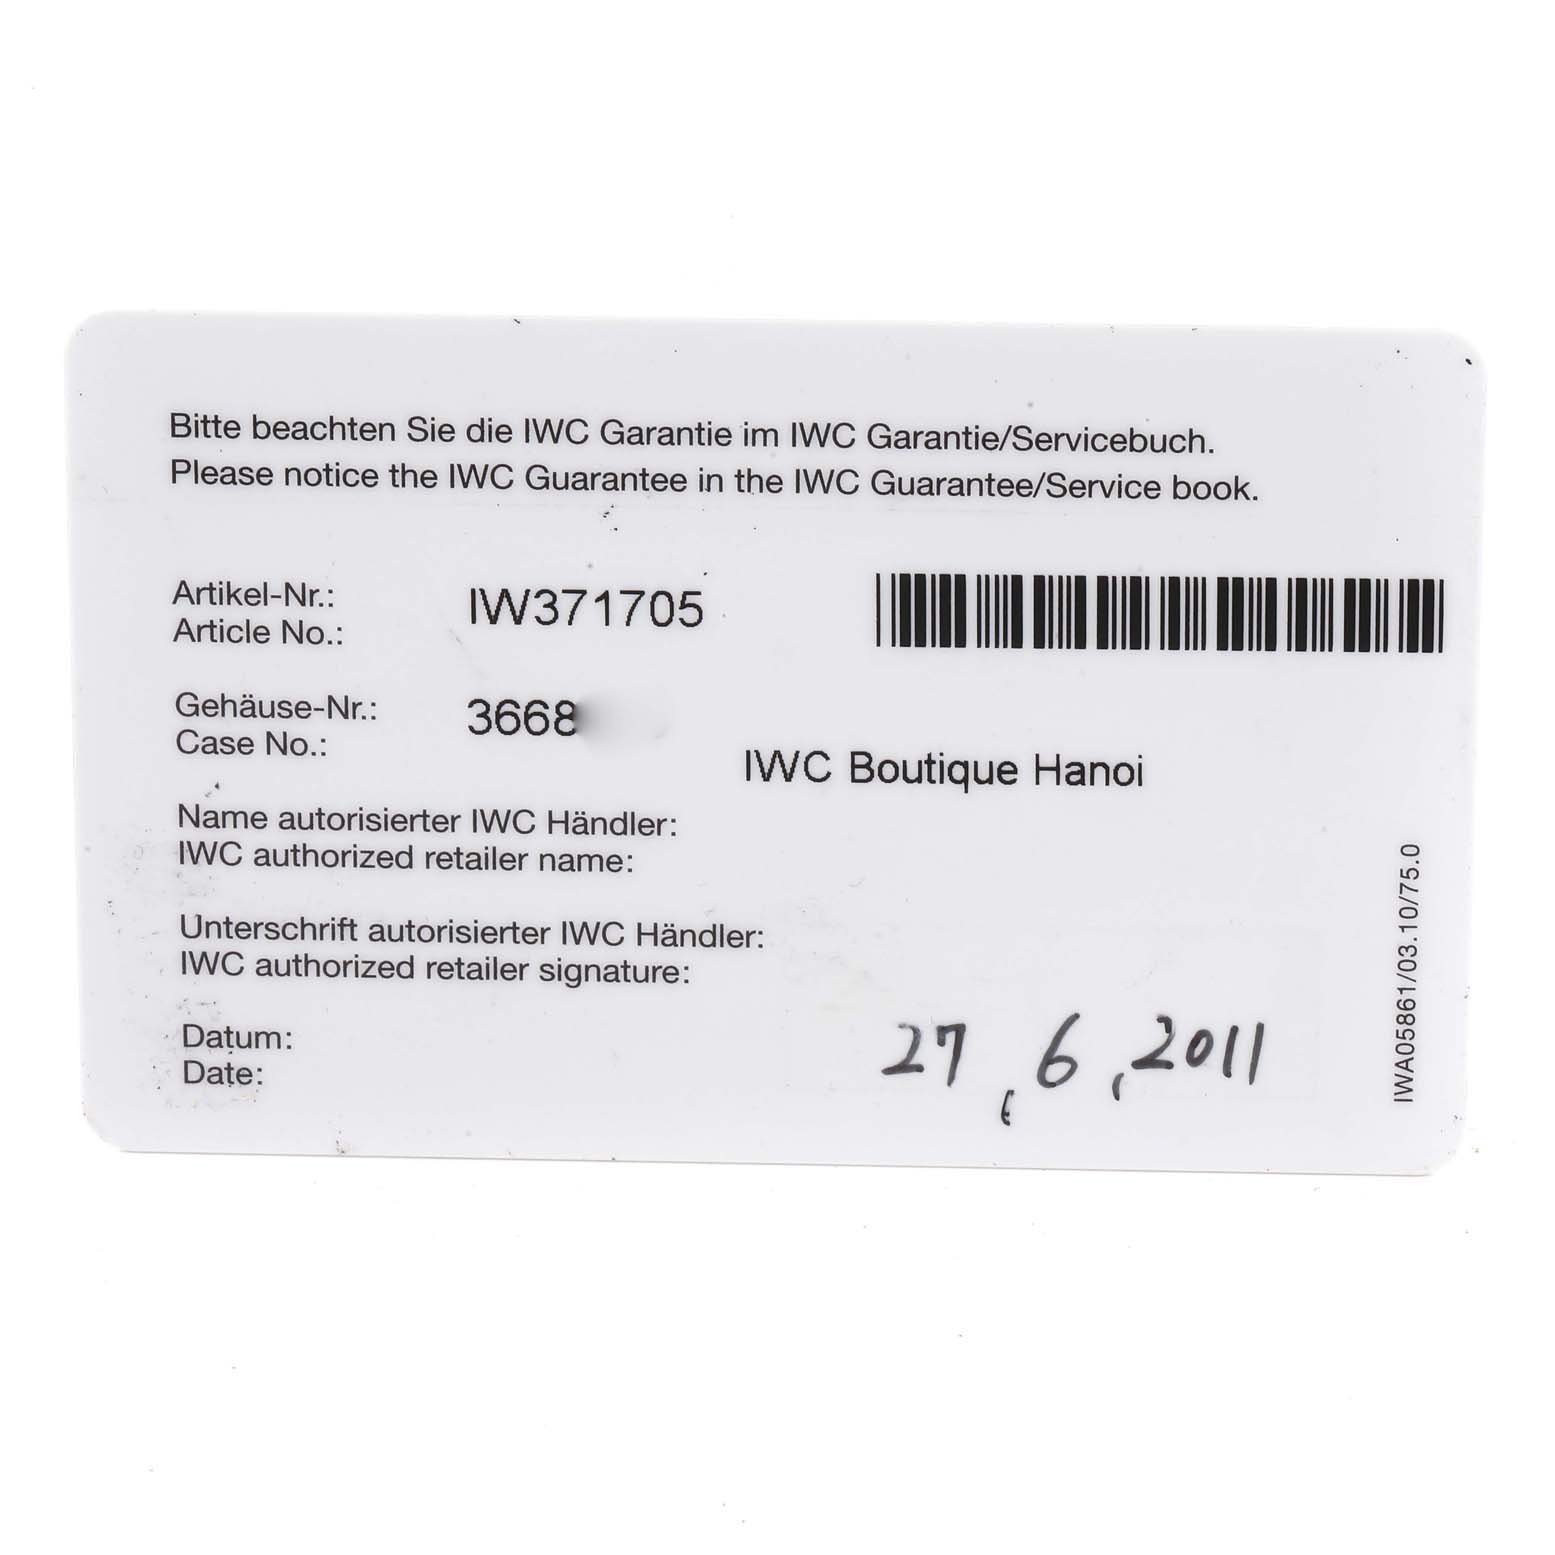 Bitte beachten Sie die IWC Garantie im IWC Garantie/Servicebuch.
Please notice the IWC Guarantee in the IWC Guarantee/Service book.
Artikel-Nr.:
Article No.:
IW371705
Gehäuse-Nr.:
Case No.:
3668
IWC Boutique Hanoi
Name autorisierter IWC Händler:
IWC authorized retailer name:
Unterschrift autorisierter IWC Händler:
IWC authorized retailer signature:
Datum:
Date:
27, 6, 2011
IWA05861/03.10/75.0